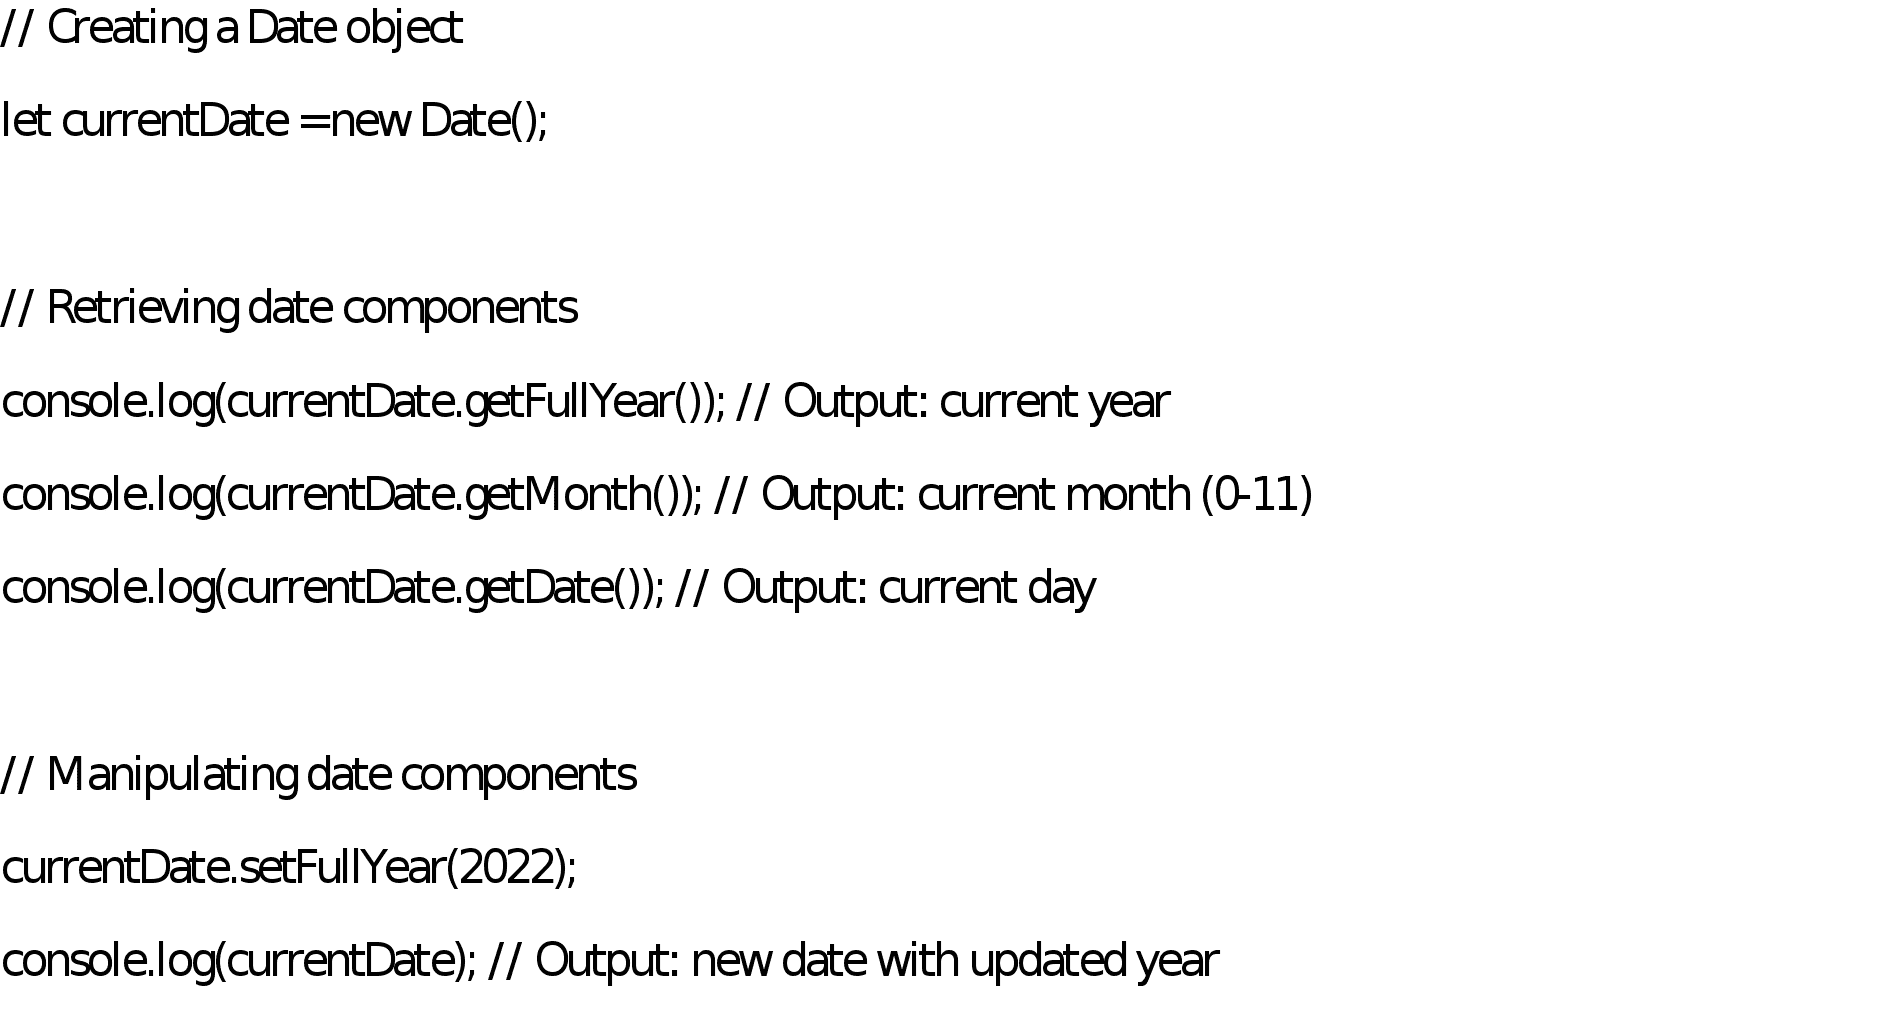 // Creating a Date object
let currentDate = new Date();
// Retrieving date components
console.log(currentDate.getFullYear()); // Output: current year
console.log(currentDate.getMonth()); // Output: current month (0-11)
console.log(currentDate.getDate()); // Output: current day
// Manipulating date components
currentDate.setFullYear(2022);
console.log(currentDate); // Output: new date with updated year